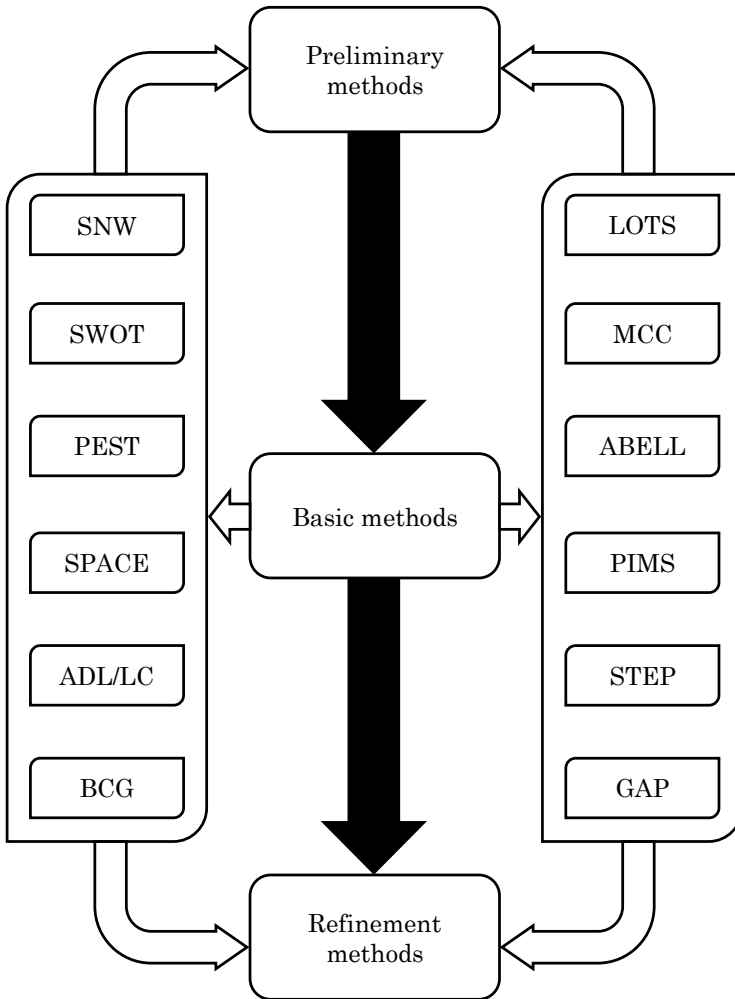 Preliminary
methods
SNW
SWOT
PEST
SPACE
ADL/LC
BCG
Basic methods
LOTS
MCC
ABELL
PIMS
STEP
GAP
Refinement
methods